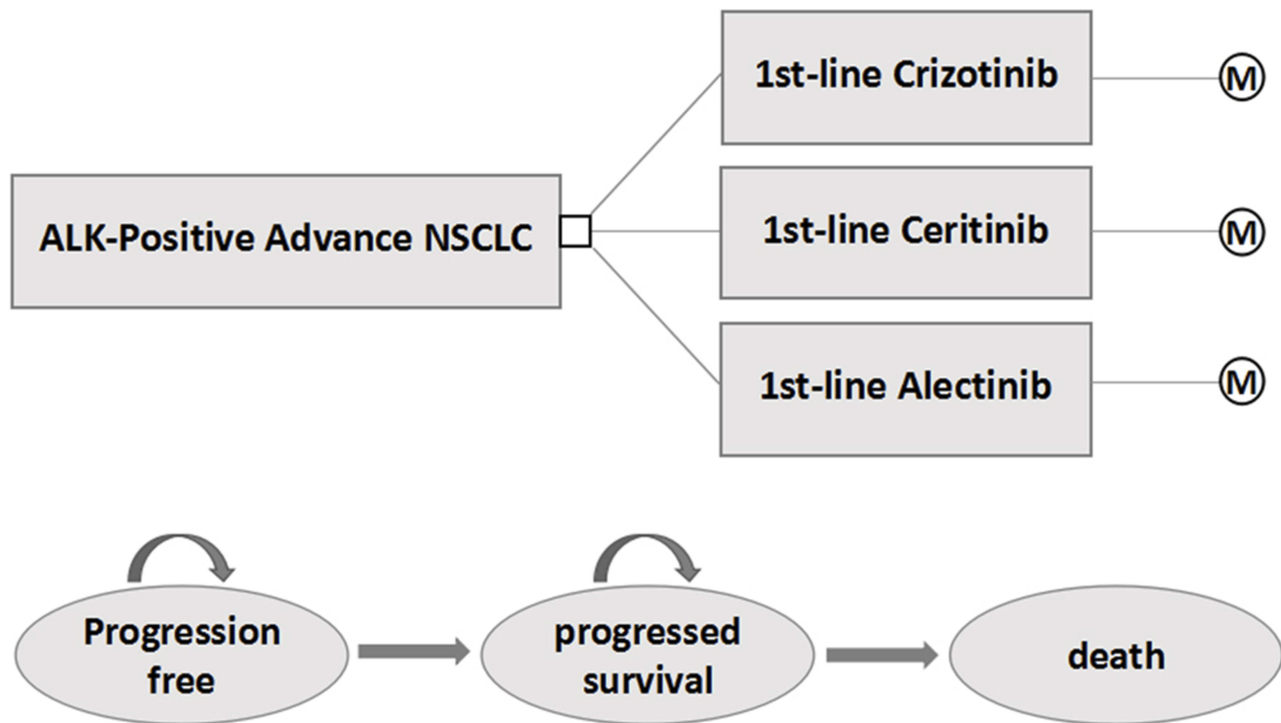 1st-line Crizotinib
M
ALK-Positive Advance NSCLC
1st-line Ceritinib
M
1st-line Alectinib
M
Progression
free
progressed
survival
death